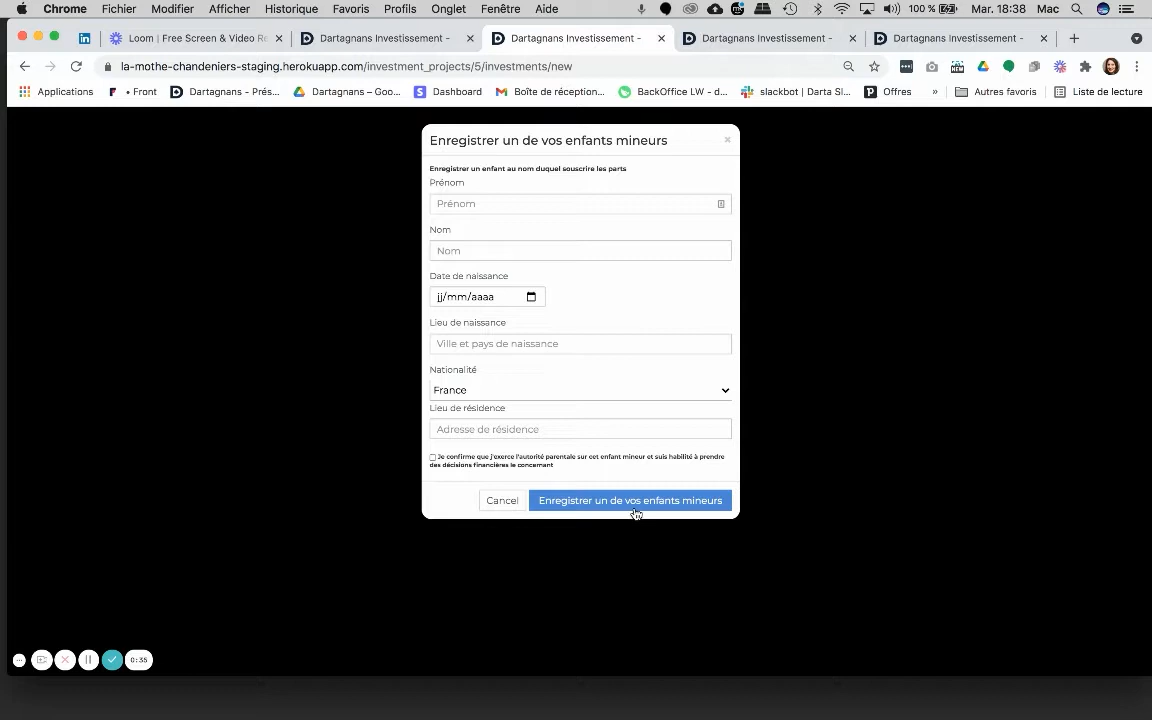 Chrome Fichier Modifier Afficher Historique Favoris Profils Onglet Fenêtre Aide 100 % Mar. 18:38 Mac
Loom | Free Screen & Video Re Dartagnans Investissement - Dartagnans Investissement - Dartagnans Investissement - Dartagnans Investissement -
la-mothe-chandeniers-staging.herokuapp.com/investment_projects/5/investments/new
Applications • Front Dartagnans - Prés... Dartagnans – Goo... Dashboard Boîte de réception... BackOffice LW - d... slackbot | Darta Sl... Offres » Autres favoris Liste de lecture
Enregistrer un de vos enfants mineurs ×
Enregistrer un enfant au nom duquel souscrire les parts
Prénom
Prénom
Nom
Nom
Date de naissance
jj/mm/aaaa
Lieu de naissance
Ville et pays de naissance
Nationalité
France
Lieu de résidence
Adresse de résidence
Je confirme que j'exerce l'autorité parentale sur cet enfant mineur et suis habilité à prendre
des décisions financières le concernant
Cancel Enregistrer un de vos enfants mineurs
0:35